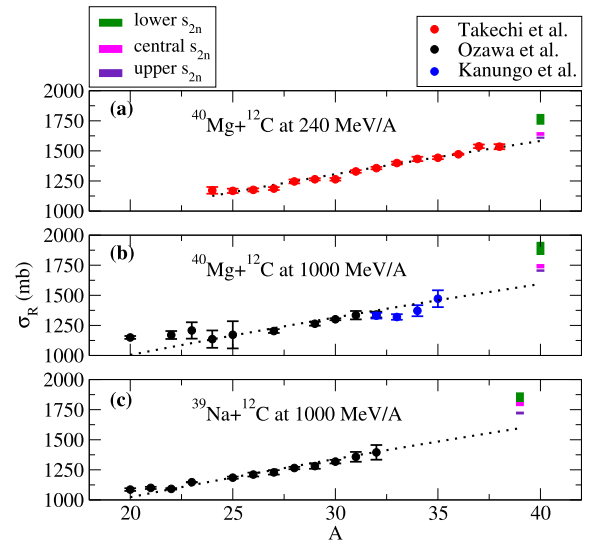 lower s2n
central s2n
upper s2n
Takechi et al.
Ozawa et al.
Kanungo et al.
2000
1750
1500
1250
1000
(a)
40Mg+12C at 240 MeV/A
2000
1750
1500
1250
1000
(b)
40Mg+12C at 1000 MeV/A
σR (mb)
2000
1750
1500
1250
1000
(c)
39Na+12C at 1000 MeV/A
20 25 30 35 40
A